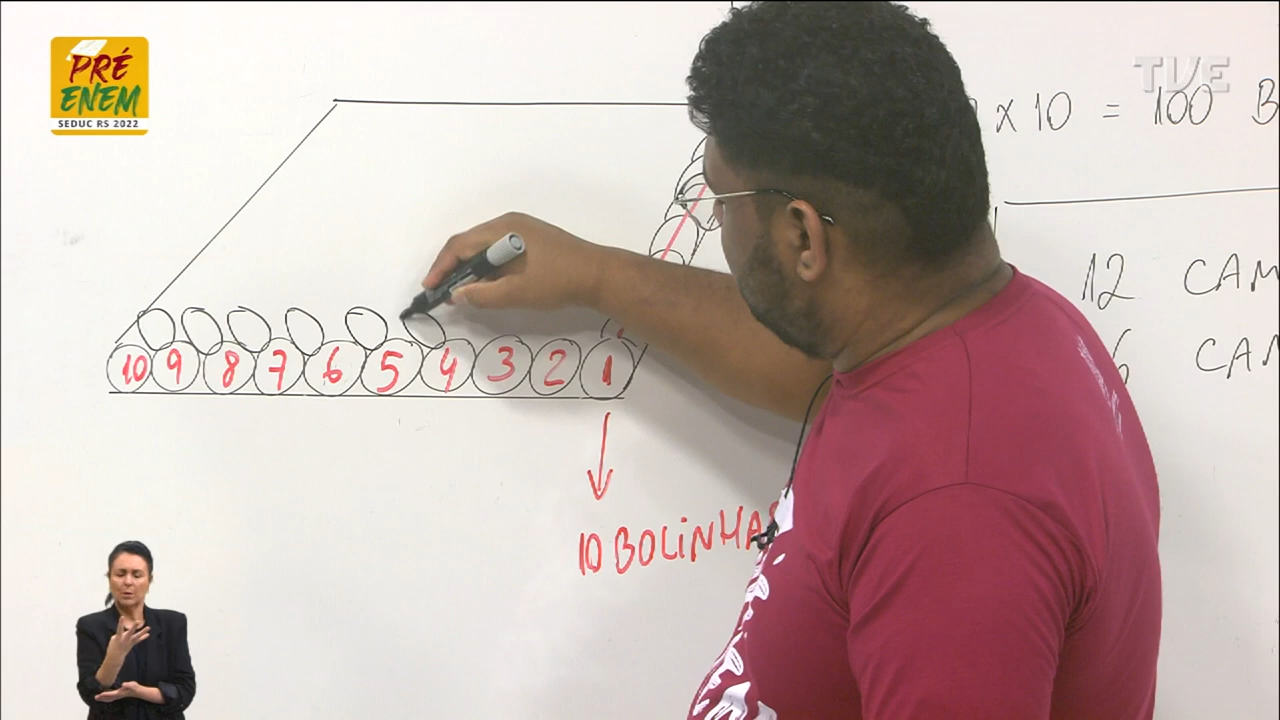 PRÉ
ENEM
SEDUC RS 2022
TVE
x 10 = 100 B
12 CAM
6 CAM
10 9 8 7 6 5 4 3 2 1
10 BOLINHAS